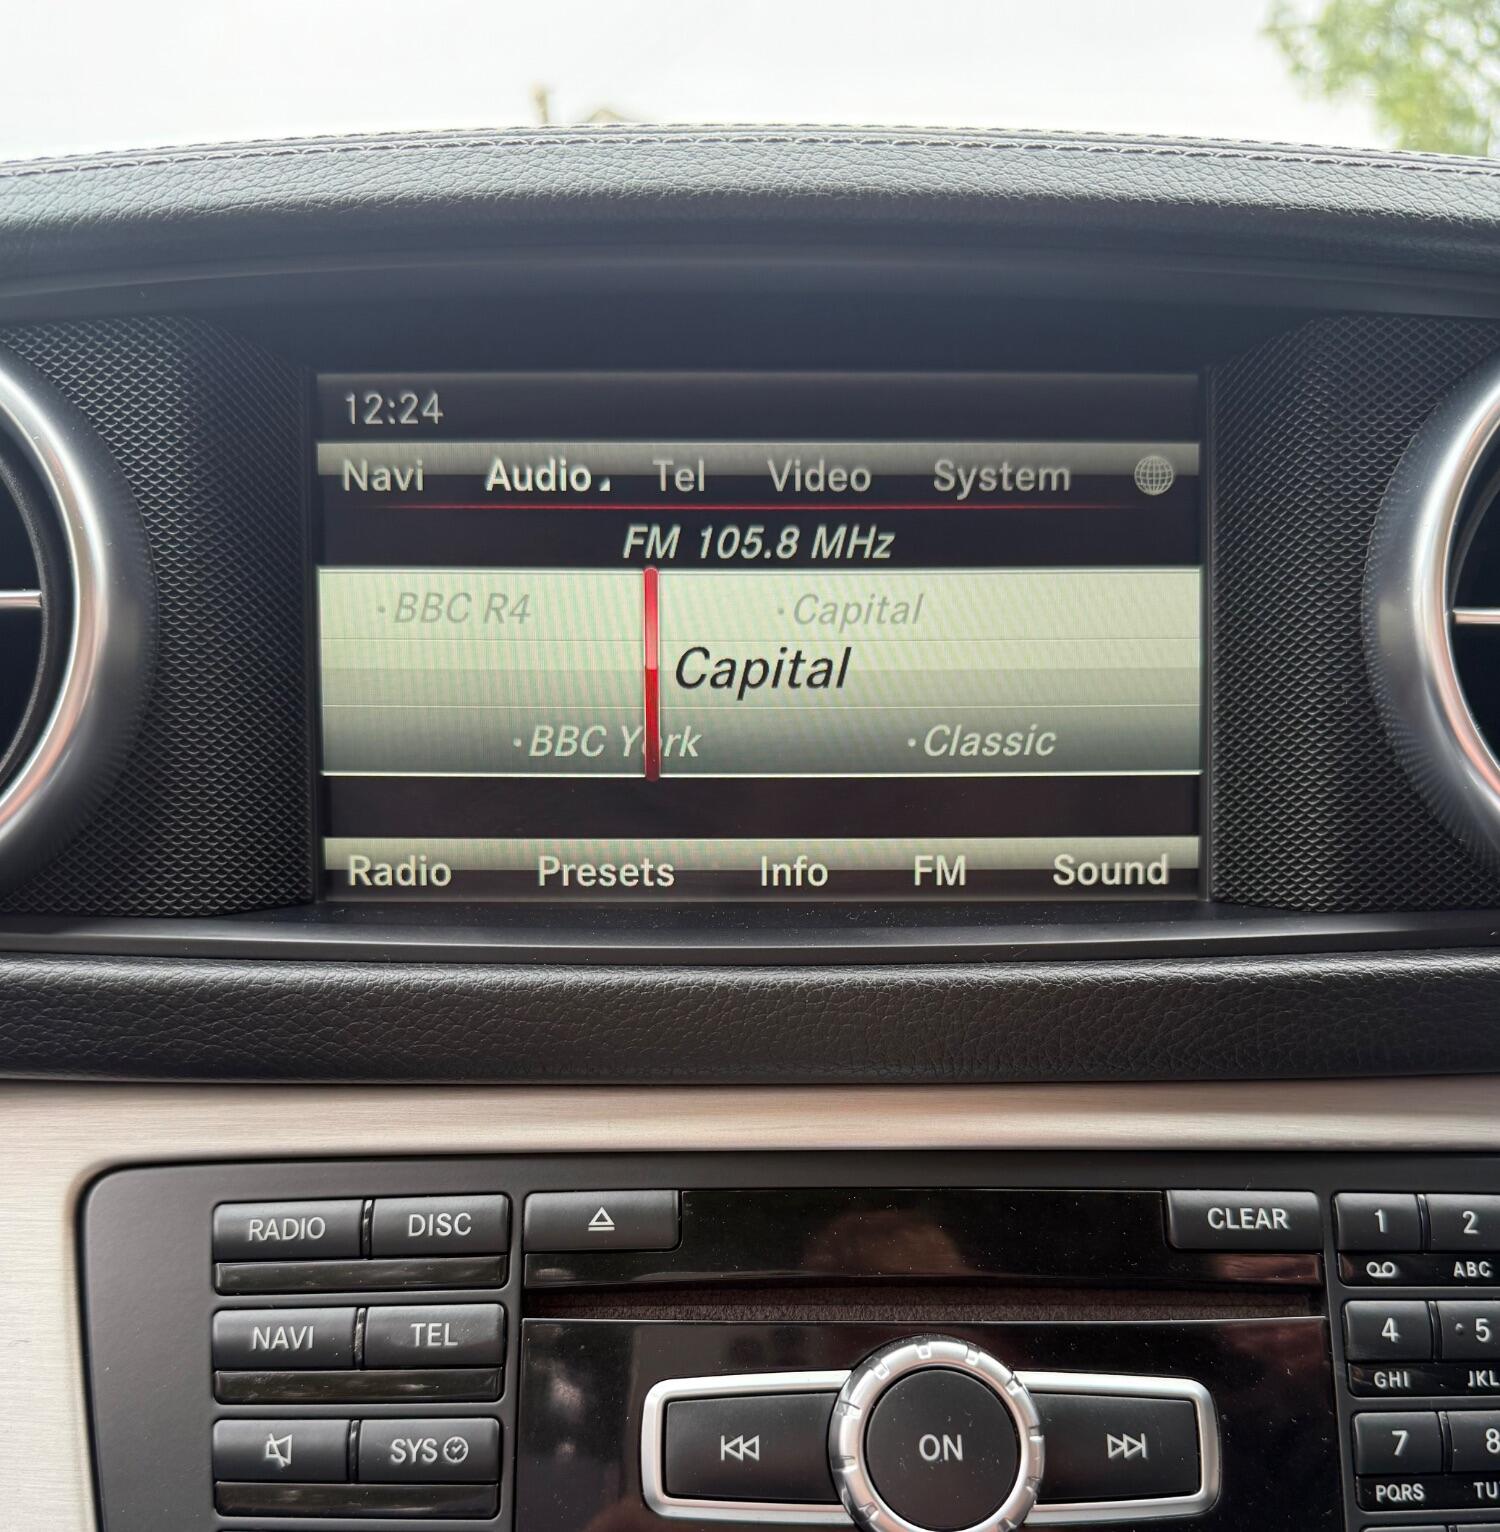 12:24
Navi Audio Tel Video System
FM 105.8 MHz
·BBC R4 ·Capital
Capital
·BBC York ·Classic
Radio Presets Info FM Sound
RADIO DISC CLEAR 1 2
ABC
NAVI TEL 4 5
GHI JKL
SYS ON 7 8
PQRS TU